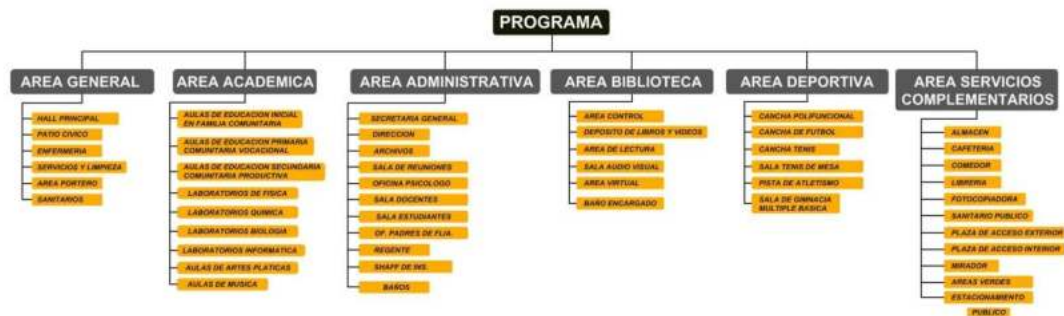 PROGRAMA
AREA GENERAL
HALL PRINCIPAL
PATIO CIVICO
ENFERMERIA
SERVICIOS Y LIMPIEZA
AREA PORTERO
SANITARIOS
AREA ACADEMICA
AULAS DE EDUCACION INICIAL
EN FAMILIA COMUNITARIA
AULAS DE EDUCACION PRIMARIA
COMUNITARIA VOCACIONAL
AULAS DE EDUCACION SECUNDARIA
COMUNITARIA PRODUCTIVA
LABORATORIOS DE FISICA
LABORATORIOS QUIMICA
LABORATORIOS BIOLOGIA
LABORATORIOS INFORMATICA
AULAS DE ARTES PLATICAS
AULAS DE MUSICA
AREA ADMINISTRATIVA
SECRETARIA GENERAL
DIRECCION
ARCHIVOS
SALA DE REUNIONES
OFICINA PSICOLOGO
SALA DOCENTES
SALA ESTUDIANTES
OF. PADRES DE FLIA.
REGENTE
SHAFF DE INS.
BAÑOS
AREA BIBLIOTECA
AREA CONTROL
DEPOSITO DE LIBROS Y VIDEOS
AREA DE LECTURA
SALA AUDIO VISUAL
AREA VIRTUAL
BAÑO ENCARGADO
AREA DEPORTIVA
CANCHA POLIFUNCIONAL
CANCHA DE FUTBOL
CANCHA TENIS
SALA TENIS DE MESA
PISTA DE ATLETISMO
SALA DE GIMNACIA
MULTIPLE BASICA
AREA SERVICIOS
COMPLEMENTARIOS
ALMACEN
CAFETERIA
COMEDOR
LIBRERIA
FOTOCOPIADORA
SANITARIO PUBLICO
PLAZA DE ACCESO EXTERIOR
PLAZA DE ACCESO INTERIOR
MIRADOR
AREAS VERDES
ESTACIONAMIENTO
PUBLICO